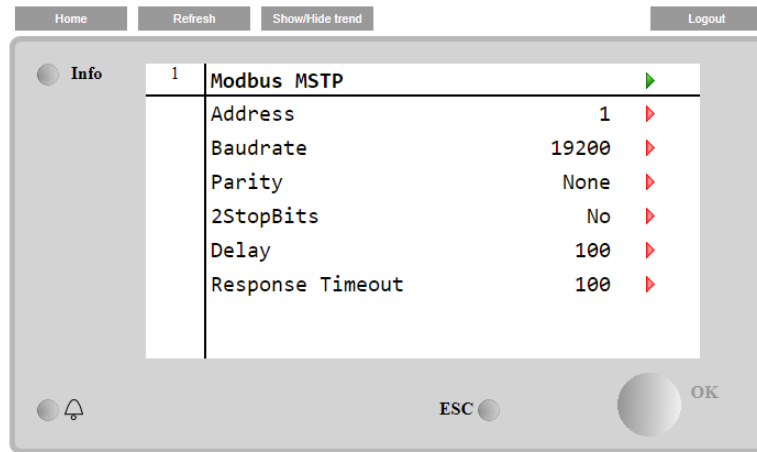 Home Refresh Show/Hide trend Logout
Info
1 Modbus MSTP
Address 1
Baudrate 19200
Parity None
2StopBits No
Delay 100
Response Timeout 100
ESC OK